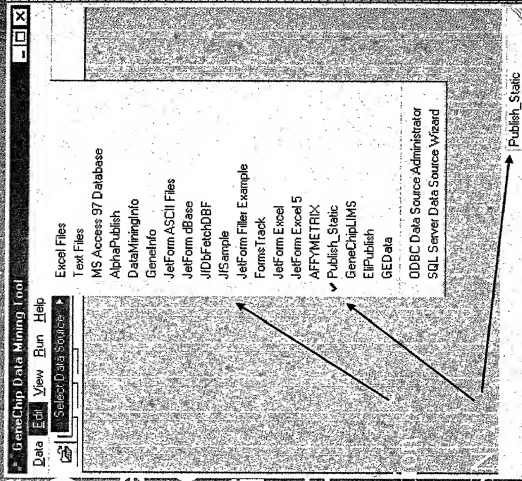 GeneChip Data Mining Tool
Data Edit View Run Help
Select Data Source
Excel Files
Text Files
MS Access 97 Database
AlphaPublish
DataMiningInfo
GeneInfo
JetForm ASCII Files
JetForm dBase
JIDbFetchDBF
JISample
JetForm Filler Example
FormsTrack
JetForm Excel
JetForm Excel 5
AFFYMETRIX
Publish_Static
GeneChipLIMS
EliPublish
GEData
ODBC Data Source Administrator
SQL Server Data Source Wizard
Publish_Static